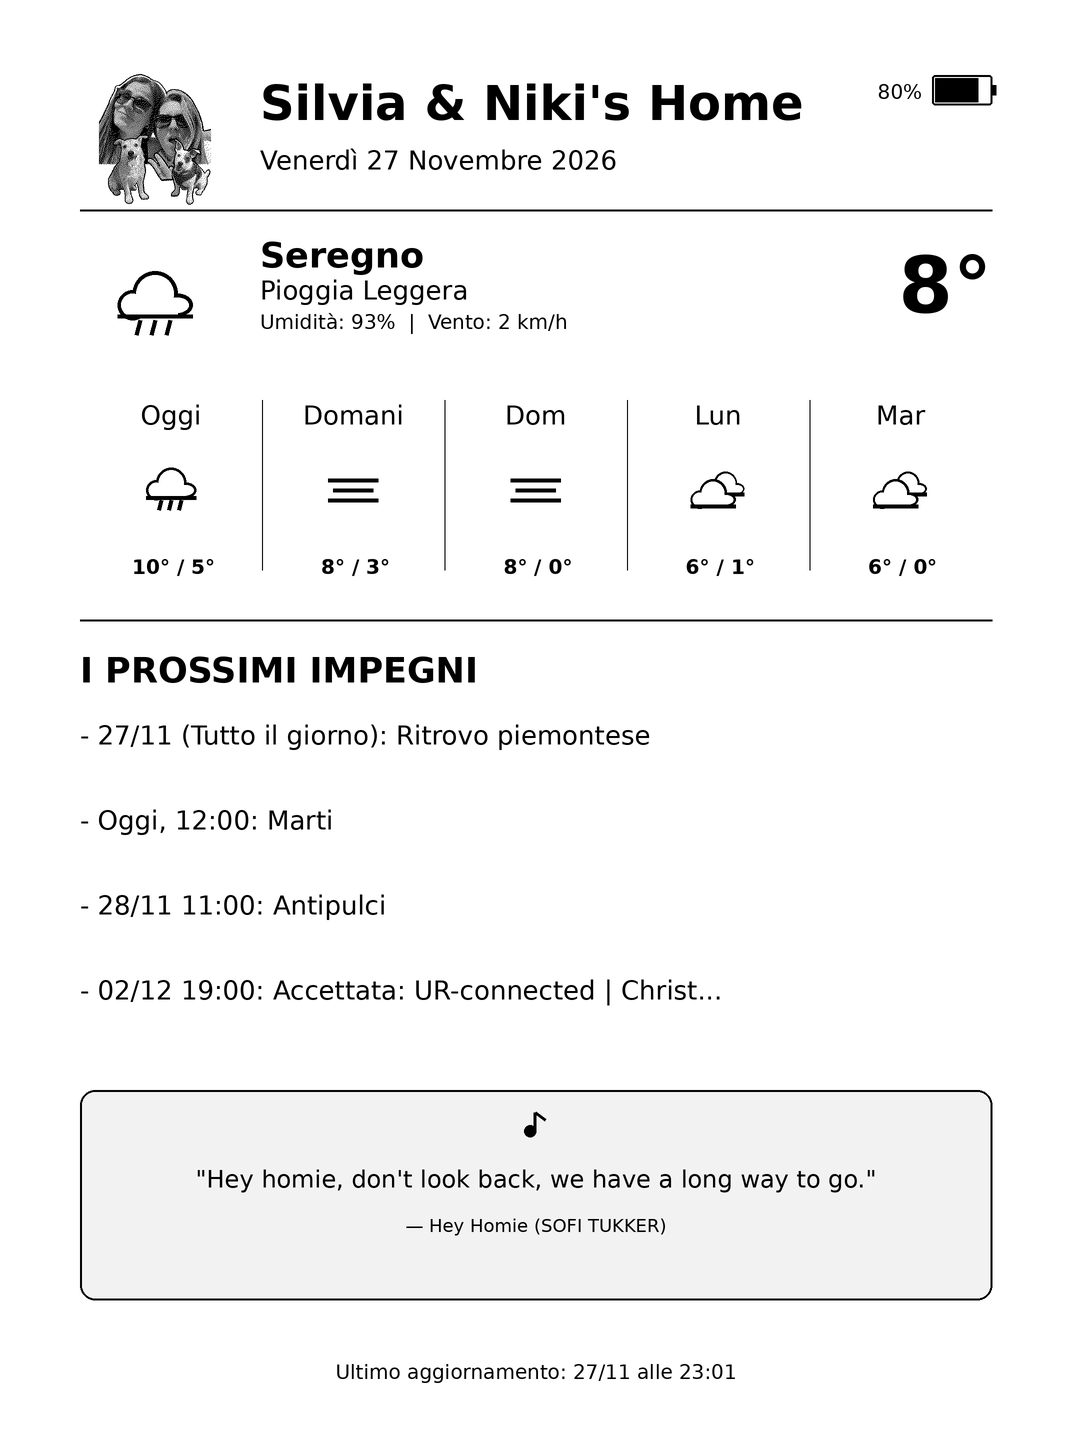 Silvia & Niki's Home
80%
Venerdì 27 Novembre 2026
Seregno
8°
Pioggia Leggera
Umidità: 93% | Vento: 2 km/h
Oggi
Domani
Dom
Lun
Mar
10° / 5°
8° / 3°
8° / 0°
6° / 1°
6° / 0°
I PROSSIMI IMPEGNI
- 27/11 (Tutto il giorno): Ritrovo piemontese
- Oggi, 12:00: Marti
- 28/11 11:00: Antipulci
- 02/12 19:00: Accettata: UR-connected | Christ...
"Hey homie, don't look back, we have a long way to go."
— Hey Homie (SOFI TUKKER)
Ultimo aggiornamento: 27/11 alle 23:01